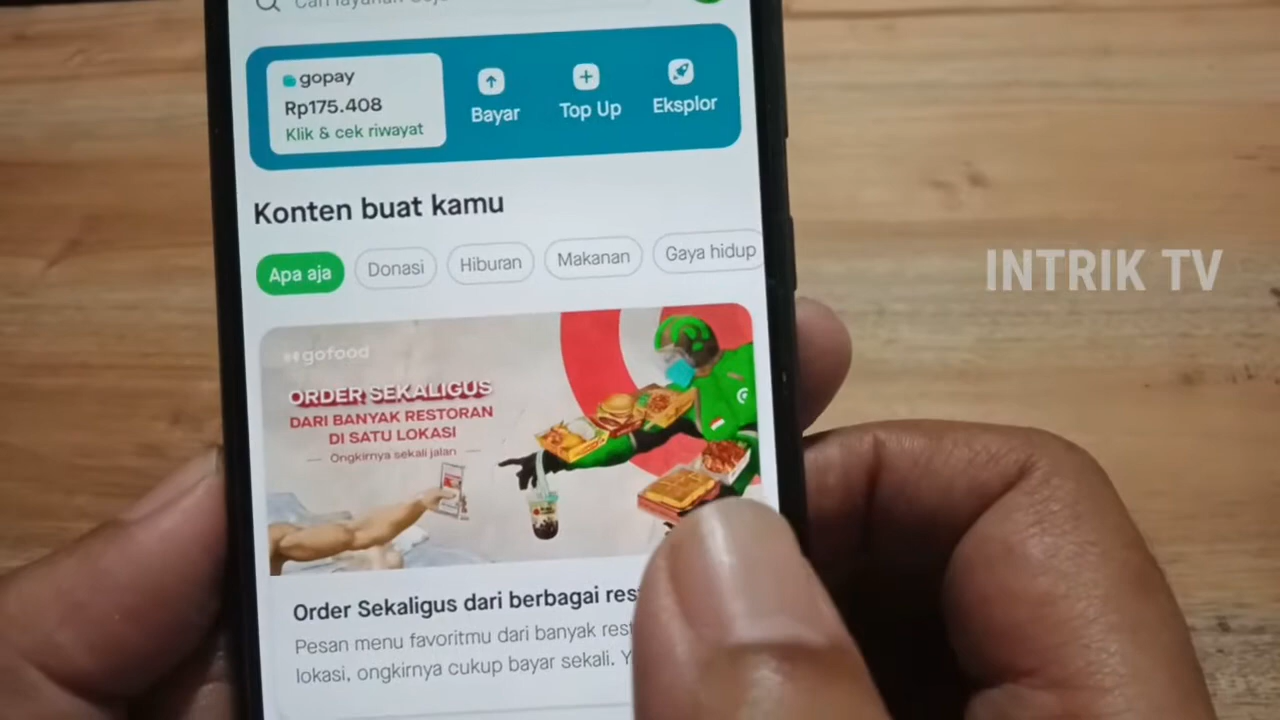 gopay
Rp175.408
Klik & cek riwayat
Bayar
Top Up
Eksplor
Konten buat kamu
Apa aja
Donasi
Hiburan
Makanan
Gaya hidup
INTRIK TV
gofood
ORDER SEKALIGUS
DARI BANYAK RESTORAN
DI SATU LOKASI
Ongkirnya sekali jalan
Order Sekaligus dari berbagai res
Pesan menu favoritmu dari banyak rest
lokasi, ongkirnya cukup bayar sekali. Y